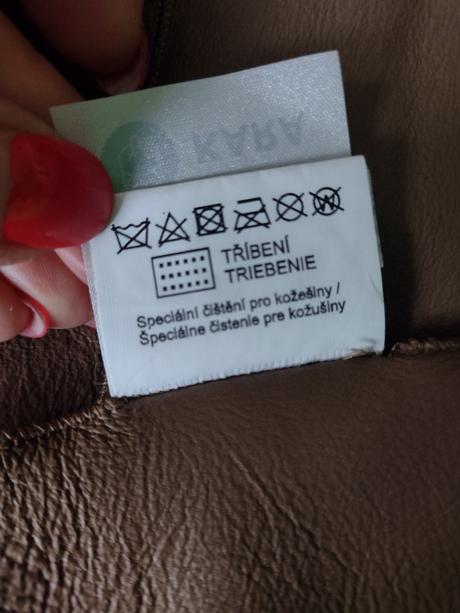 KARA
W
TŘÍBENÍ
TRIEBENIE
Speciální čištění pro kožešiny /
Špeciálne čistenie pre kožušiny